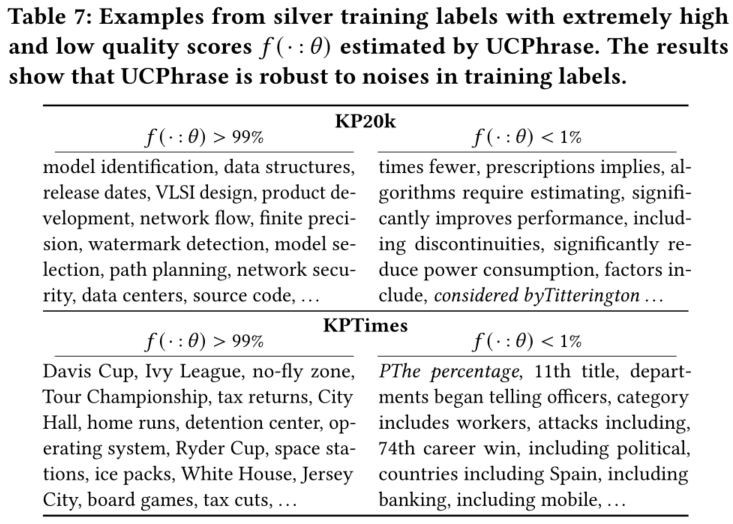 Table 7: Examples from silver training labels with extremely high
and low quality scores f(· : θ) estimated by UCPhrase. The results
show that UCPhrase is robust to noises in training labels.
KP20k
f(· : θ) > 99%
model identification, data structures,
release dates, VLSI design, product de-
velopment, network flow, finite preci-
sion, watermark detection, model se-
lection, path planning, network secu-
rity, data centers, source code, ...
f(· : θ) < 1%
times fewer, prescriptions implies, al-
gorithms require estimating, signifi-
cantly improves performance, includ-
ing discontinuities, significantly re-
duce power consumption, factors in-
clude, considered byTitterington ...
KPTimes
f(· : θ) > 99%
Davis Cup, Ivy League, no-fly zone,
Tour Championship, tax returns, City
Hall, home runs, detention center, op-
erating system, Ryder Cup, space sta-
tions, ice packs, White House, Jersey
City, board games, tax cuts, ...
f(· : θ) < 1%
PThe percentage, 11th title, depart-
ments began telling officers, category
includes workers, attacks including,
74th career win, including political,
countries including Spain, including
banking, including mobile, ...